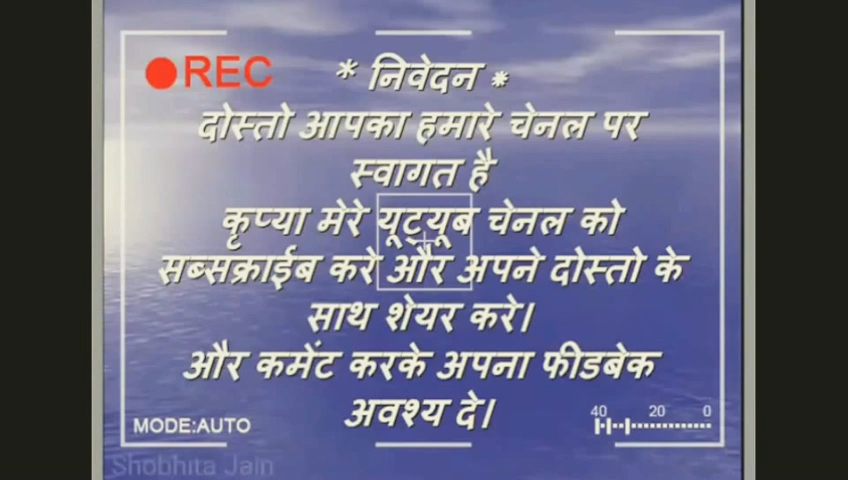 REC
* निवेदन *
दोस्तो आपका हमारे चेनल पर
स्वागत है
कृप्या मेरे यूट्यूब चेनल को
सब्सक्राईब करे और अपने दोस्तो के
साथ शेयर करे।
और कमेंट करके अपना फीडबेक
अवश्य दे।
MODE:AUTO
40 20 0
Shobhita Jain